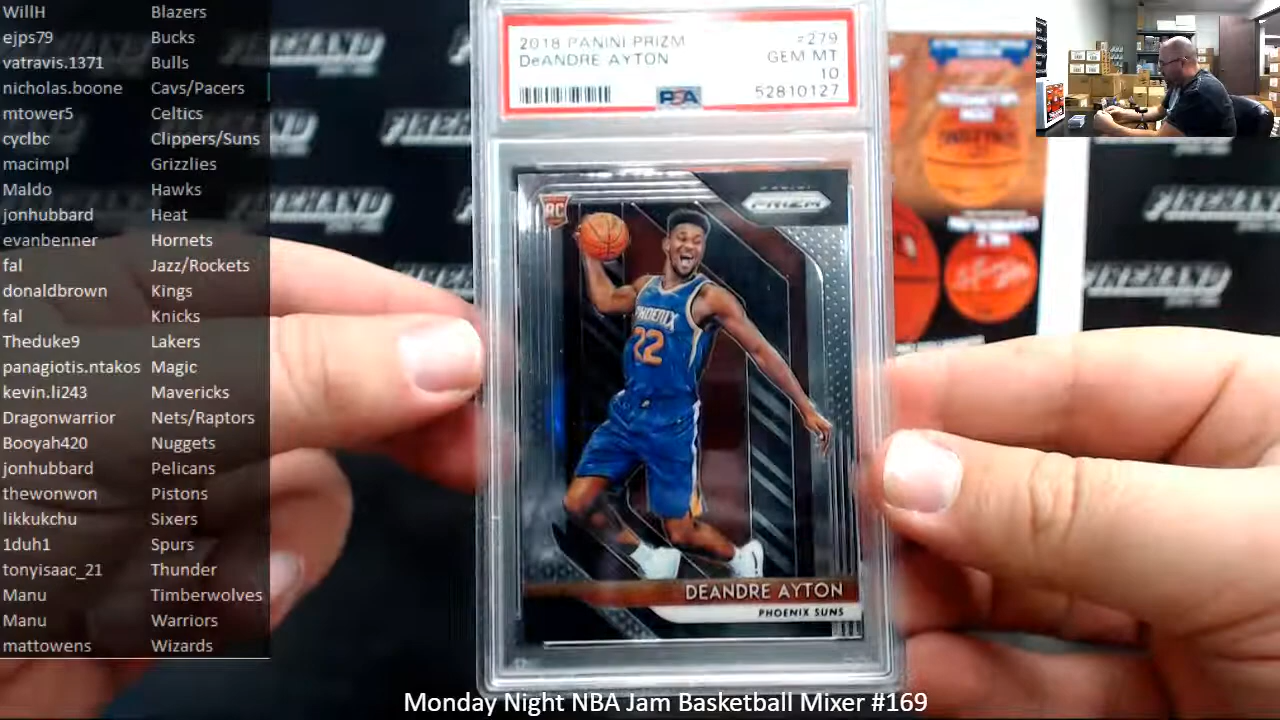 WillH Blazers
ejps79 Bucks
vatravis.1371 Bulls
nicholas.boone Cavs/Pacers
mtower5 Celtics
cyclbc Clippers/Suns
macimpl Grizzlies
Maldo Hawks
jonhubbard Heat
evanbenner Hornets
fal Jazz/Rockets
donaldbrown Kings
fal Knicks
Theduke9 Lakers
panagiotis.ntakos Magic
kevin.li243 Mavericks
Dragonwarrior Nets/Raptors
Booyah420 Nuggets
jonhubbard Pelicans
thewonwon Pistons
likkukchu Sixers
1duh1 Spurs
tonyisaac_21 Thunder
Manu Timberwolves
Manu Warriors
mattowens Wizards
2018 PANINI PRIZM #279
DeANDRE AYTON GEM MT
10
PSA 52810127
RC
PRIZM
PHOENIX
22
DEANDRE AYTON
PHOENIX SUNS
FIREHAND
FIREHAND
Monday Night NBA Jam Basketball Mixer #169